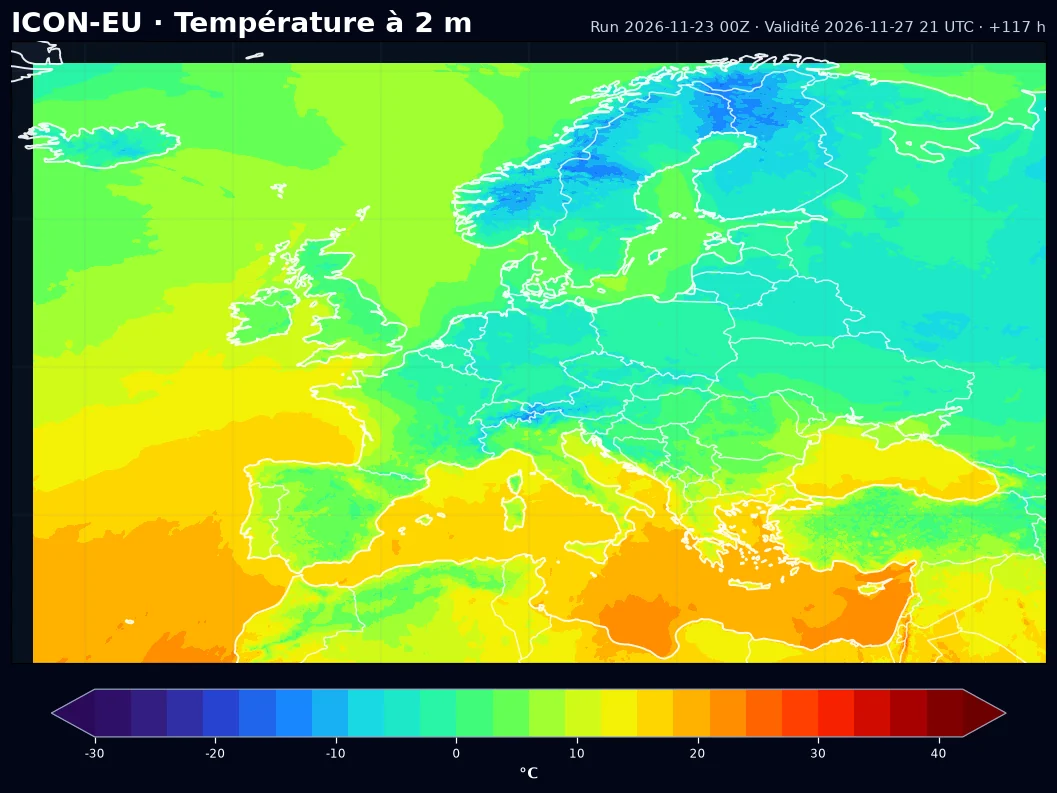 ICON-EU · Température à 2 m
Run 2026-11-23 00Z · Validité 2026-11-27 21 UTC · +117 h
-30 -20 -10 0 10 20 30 40
°C